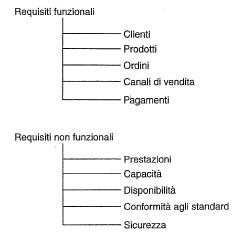 Requisiti funzionali
Clienti
Prodotti
Ordini
Canali di vendita
Pagamenti
Requisiti non funzionali
Prestazioni
Capacità
Disponibilità
Conformità agli standard
Sicurezza